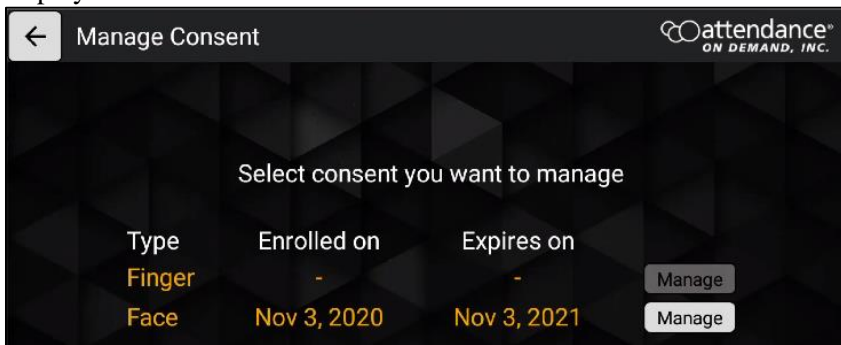 Manage Consent
attendance®
ON DEMAND, INC.
Select consent you want to manage
Type Enrolled on Expires on
Finger - - Manage
Face Nov 3, 2020 Nov 3, 2021 Manage